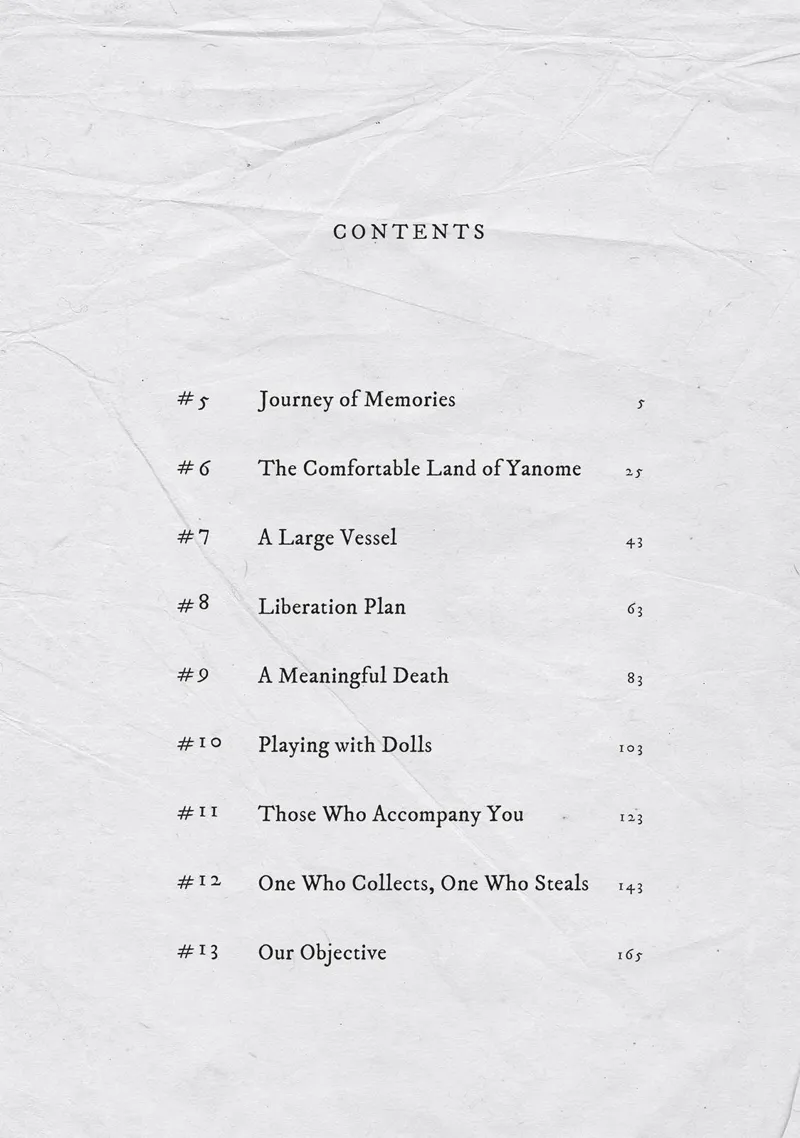 CONTENTS
#5 Journey of Memories 5
#6 The Comfortable Land of Yanome 25
#7 A Large Vessel 43
#8 Liberation Plan 63
#9 A Meaningful Death 83
#10 Playing with Dolls 103
#11 Those Who Accompany You 123
#12 One Who Collects, One Who Steals 143
#13 Our Objective 165